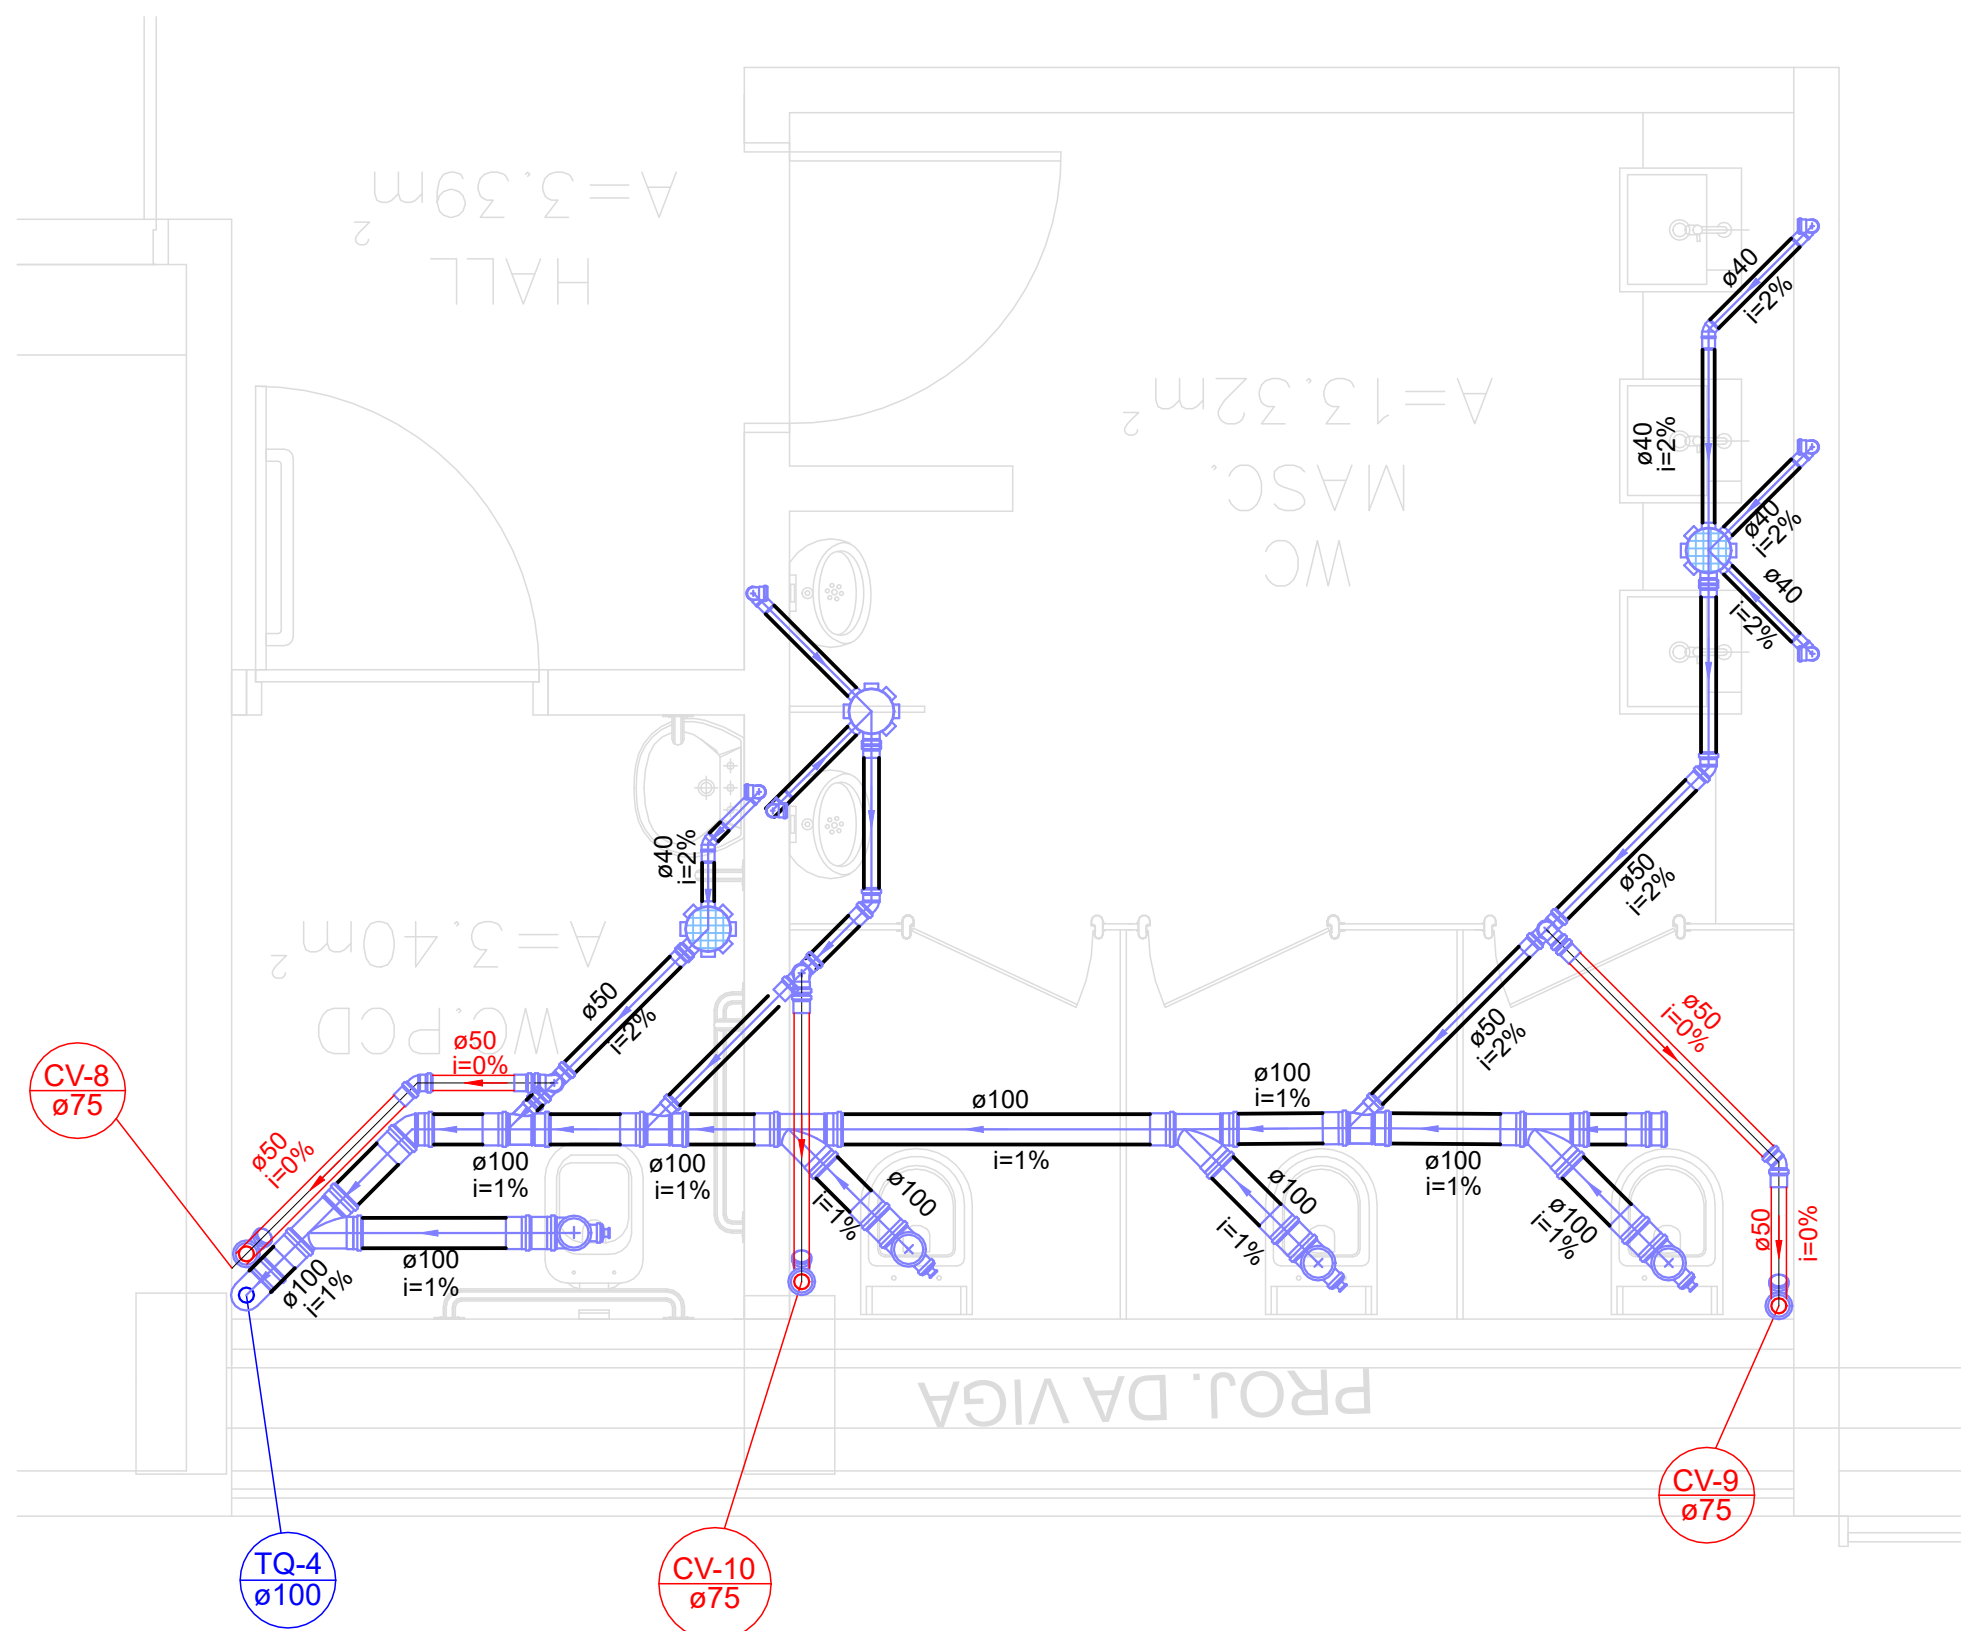 A=3.39m²
HALL
ø40
i=2%
A=13.32m²
MASC.
WC
ø40
i=2%
ø40
i=2%
ø40
i=2%
ø40
i=2%
ø50
i=2%
A=3.40m²
WC.PCD
ø50
i=2%
ø50
i=0%
ø50
i=0%
ø50
i=2%
ø50
i=0%
CV-8
ø75
ø100
i=1%
ø100
i=1%
ø100
i=1%
ø100
i=1%
ø100
i=1%
ø50
i=0%
ø100
i=1%
ø100
i=1%
ø100
i=1%
ø100
i=1%
ø100
i=1%
PROJ. DA VIGA
CV-9
ø75
TQ-4
ø100
CV-10
ø75